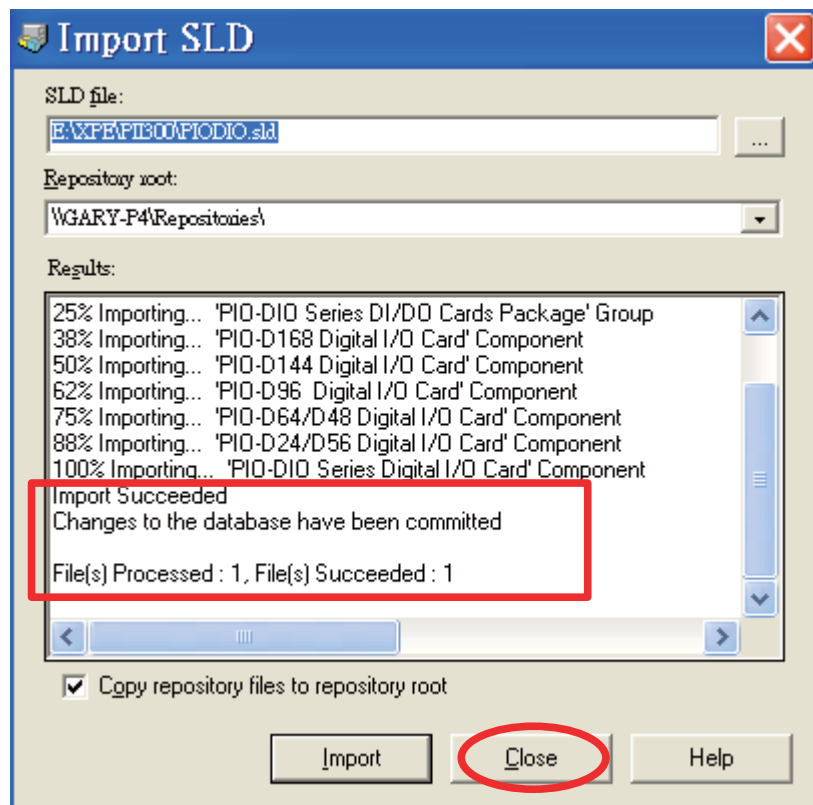 Import SLD
SLD file:
E:\XPE\PII300\PIODIO.sld
...
Repository root:
\\GARY-P4\Repositories\
Results:
25% Importing... 'PIO-DIO Series DI/DO Cards Package' Group
38% Importing... 'PIO-D168 Digital I/O Card' Component
50% Importing... 'PIO-D144 Digital I/O Card' Component
62% Importing... 'PIO-D96  Digital I/O Card' Component
75% Importing... 'PIO-D64/D48 Digital I/O Card' Component
88% Importing... 'PIO-D24/D56 Digital I/O Card' Component
100% Importing... 'PIO-DIO Series Digital I/O Card' Component
Import Succeeded
Changes to the database have been committed
File(s) Processed : 1, File(s) Succeeded : 1
Copy repository files to repository root
Import
Close
Help